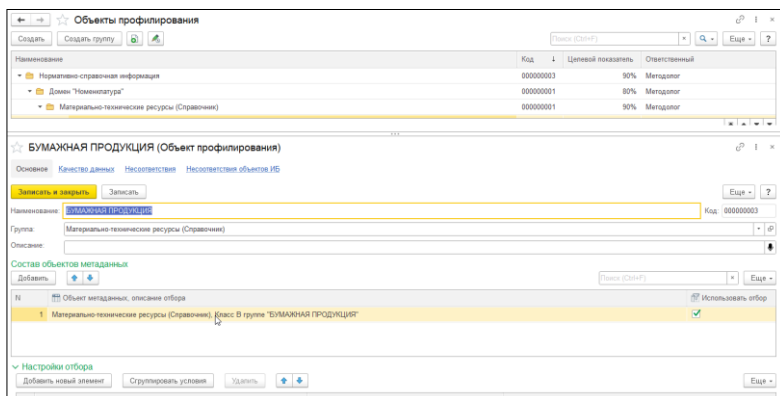 Объекты профилирования
Создать Создать группу Поиск (Ctrl+F) × Еще ?
Наименование Код ↓ Целевой показатель Ответственный
Нормативно-справочная информация 000000003 90% Методолог
Домен "Номенклатура" 000000001 80% Методолог
Материально-технические ресурсы (Справочник) 000000001 90% Методолог
БУМАЖНАЯ ПРОДУКЦИЯ (Объект профилирования)
Основное Качество данных Несоответствия Несоответствия объектов ИБ
Записать и закрыть Записать Еще ?
Наименование: БУМАЖНАЯ ПРОДУКЦИЯ Код: 000000003
Группа: Материально-технические ресурсы (Справочник)
Описание:
Состав объектов метаданных
Добавить Поиск (Ctrl+F) × Еще
N Объект метаданных, описание отбора Использовать отбор
1 Материально-технические ресурсы (Справочник), Класс В группе "БУМАЖНАЯ ПРОДУКЦИЯ"
Настройки отбора
Добавить новый элемент Сгруппировать условия Удалить Еще